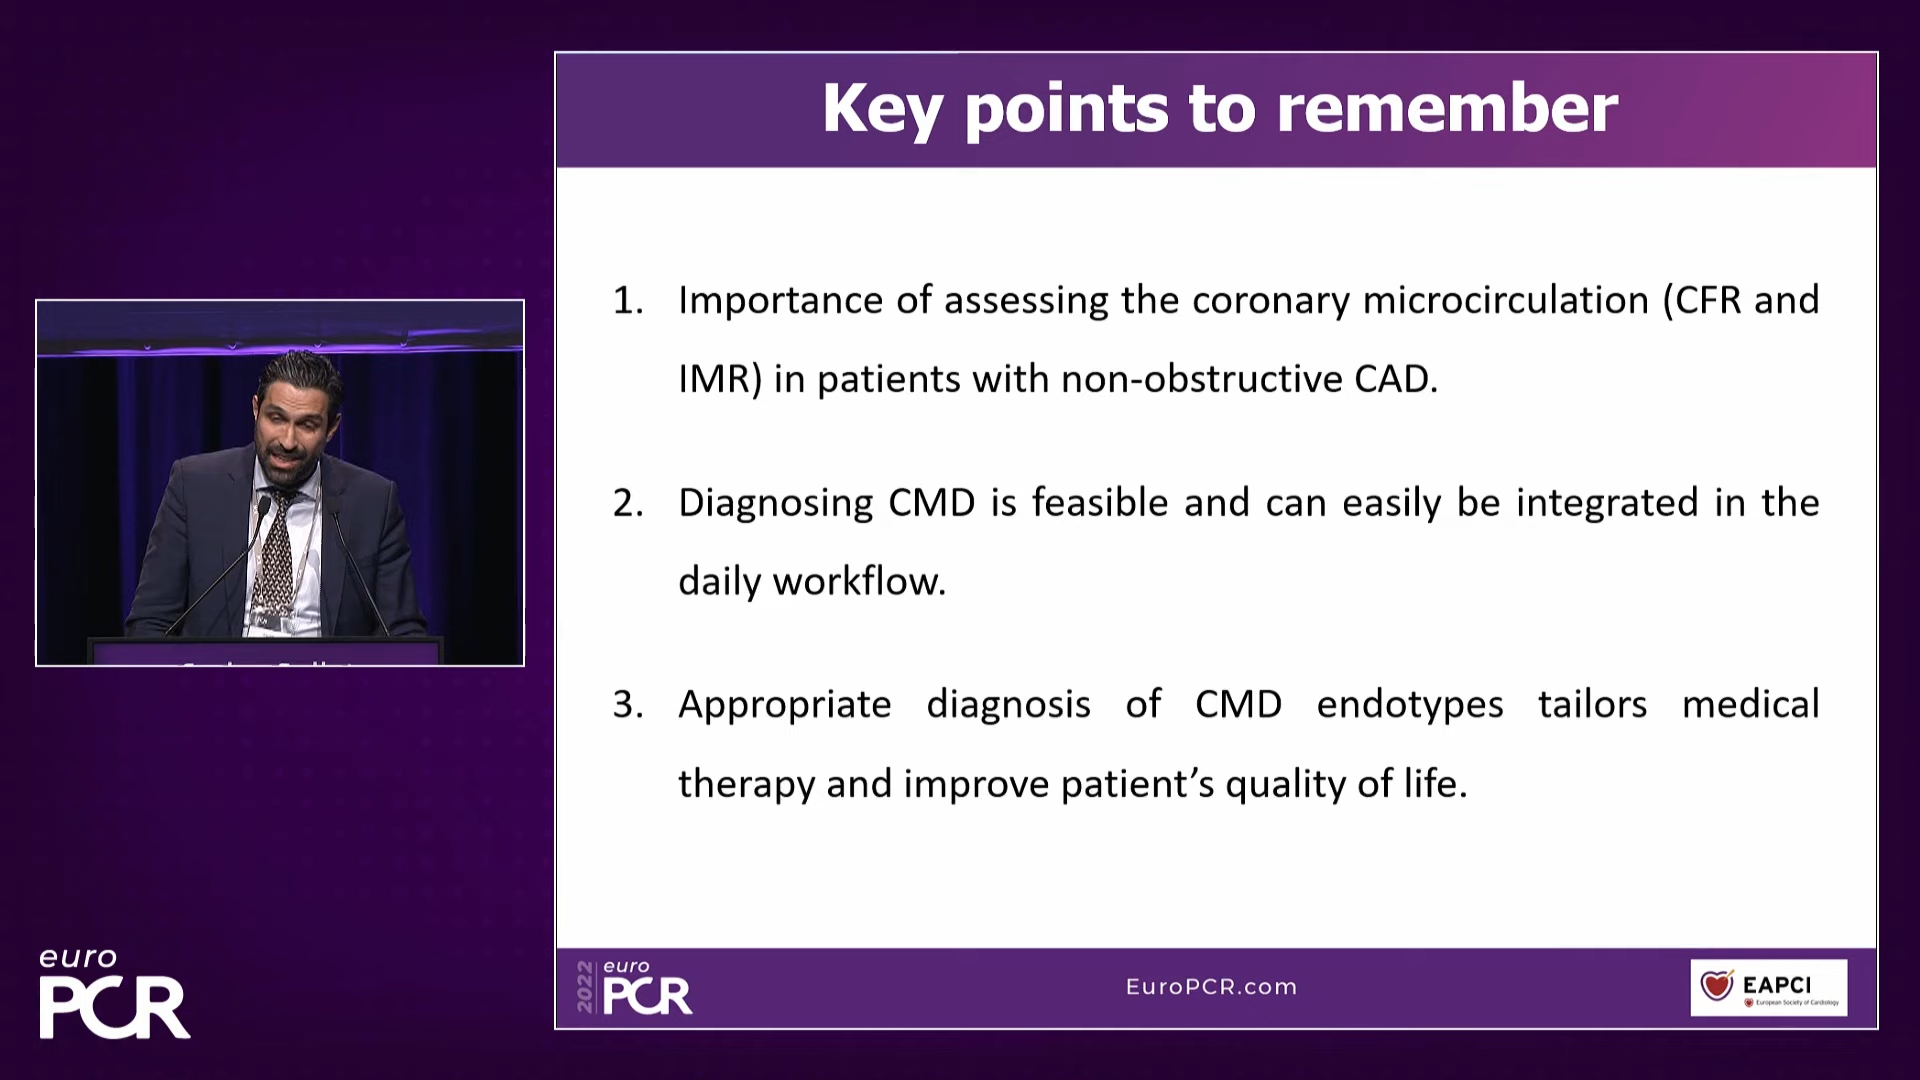 Key points to remember
1. Importance of assessing the coronary microcirculation (CFR and
IMR) in patients with non-obstructive CAD.
2. Diagnosing CMD is feasible and can easily be integrated in the
daily workflow.
3. Appropriate diagnosis of CMD endotypes tailors medical
therapy and improve patient’s quality of life.
euro
PCR
2022
euro
PCR
EuroPCR.com
EAPCI
European Society of Cardiology